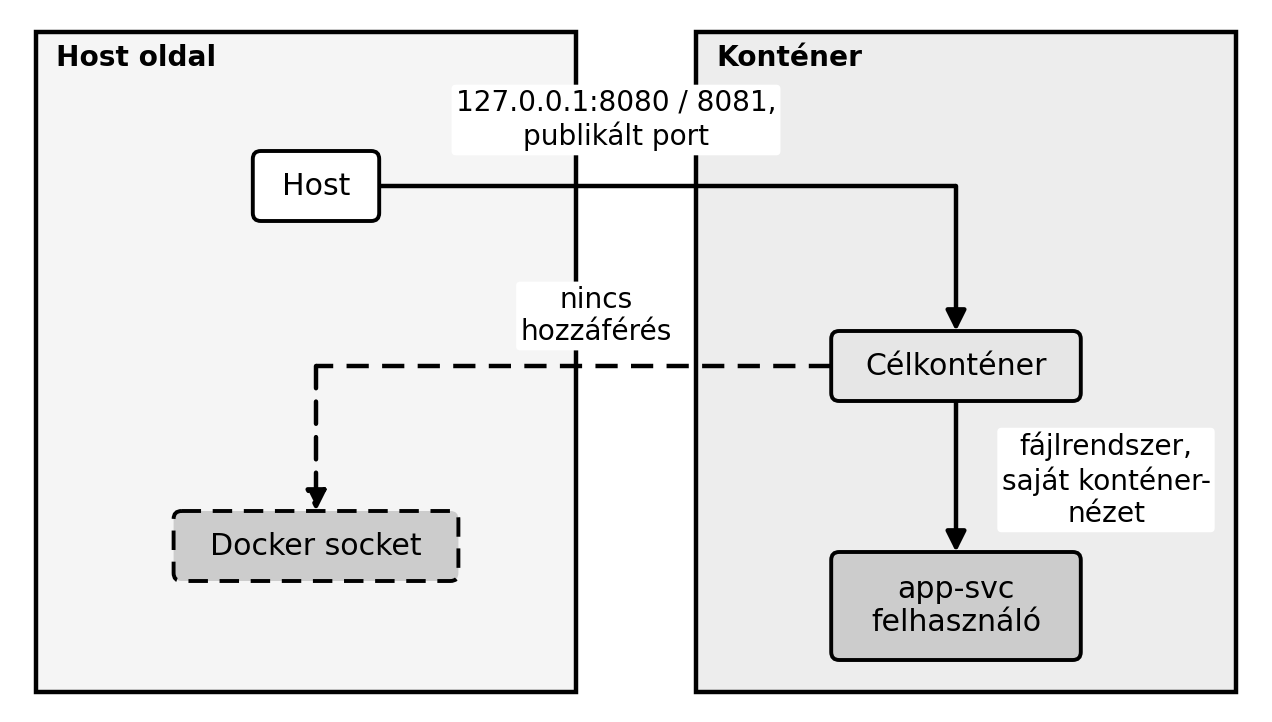 Host oldal
Konténer
127.0.0.1:8080 / 8081,
publikált port
Host
nincs
hozzáférés
Célkonténer
fájlrendszer,
saját konténer-
nézet
Docker socket
app-svc
felhasználó